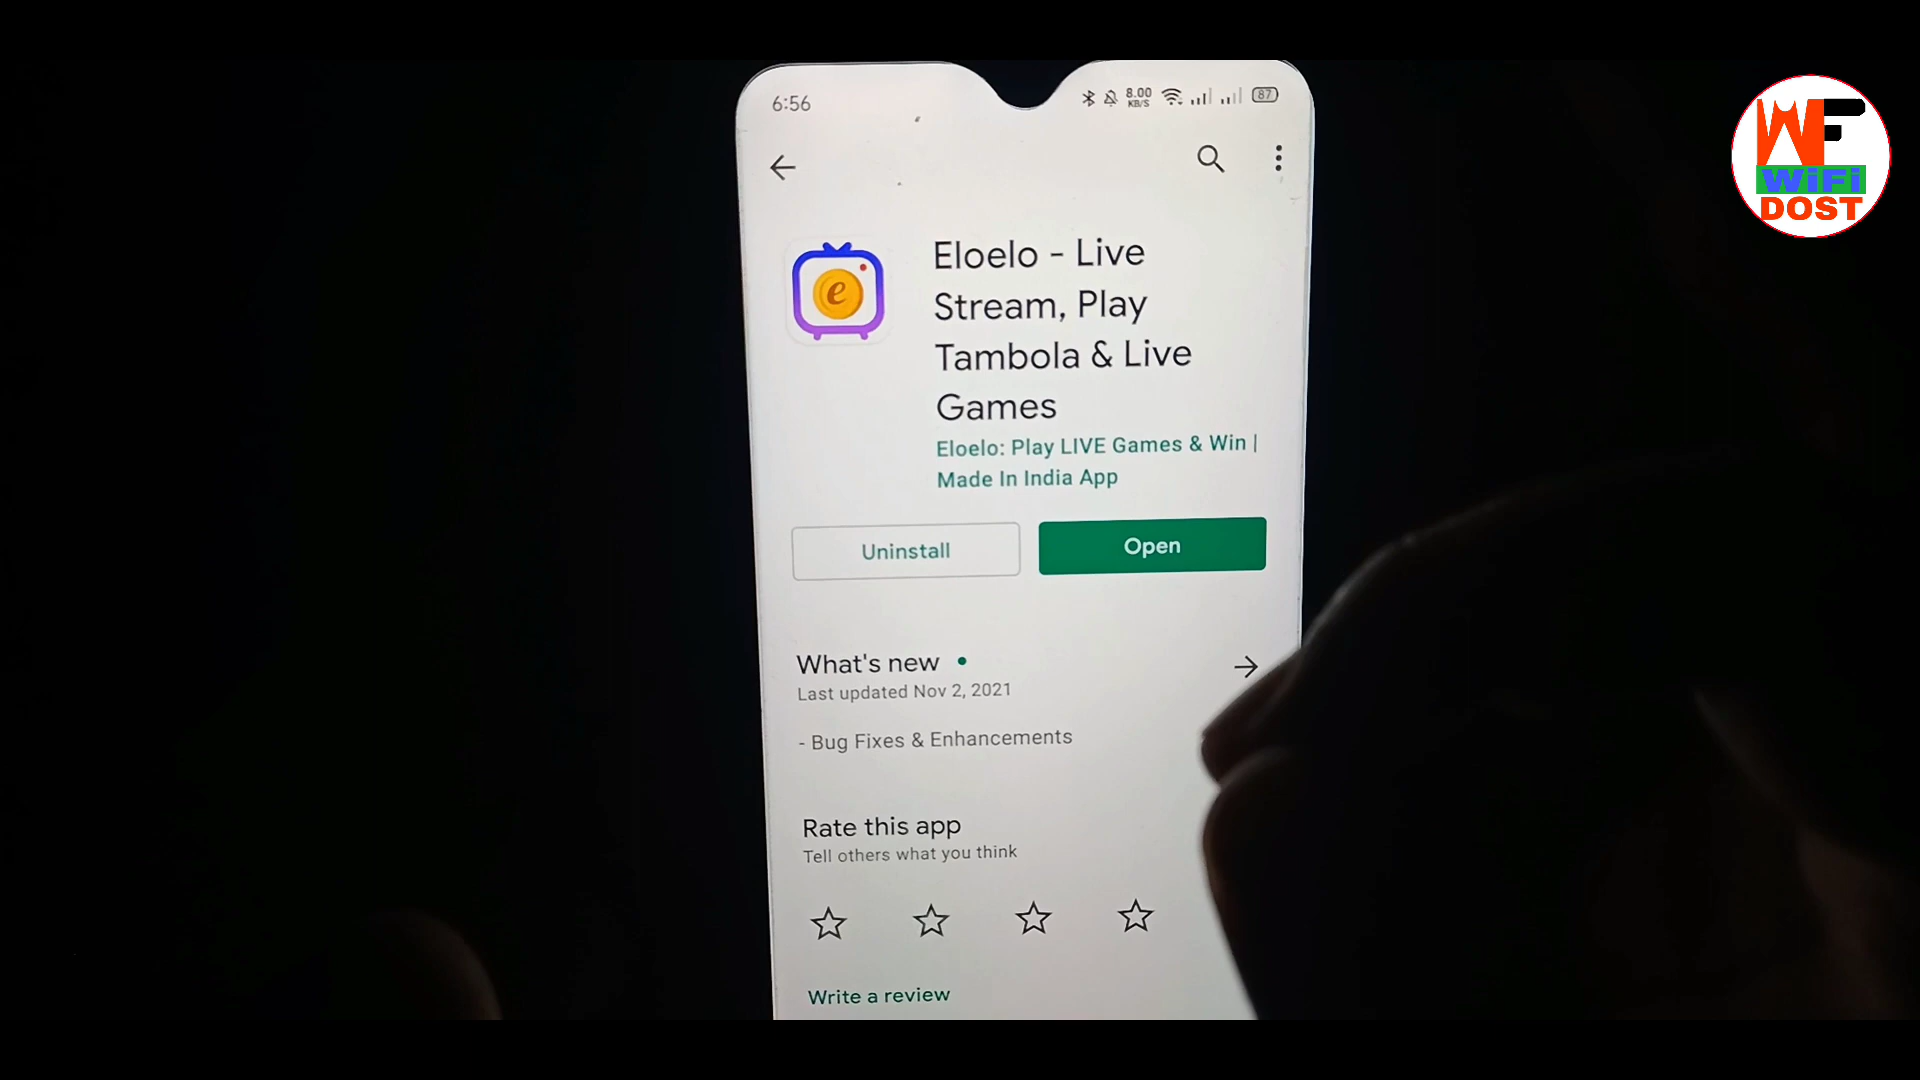 6:56
8.00
KB/S
87
WF
WiFi
DOST
e
Eloelo - Live
Stream, Play
Tambola & Live
Games
Eloelo: Play LIVE Games & Win |
Made In India App
Uninstall
Open
What's new
Last updated Nov 2, 2021
- Bug Fixes & Enhancements
Rate this app
Tell others what you think
Write a review